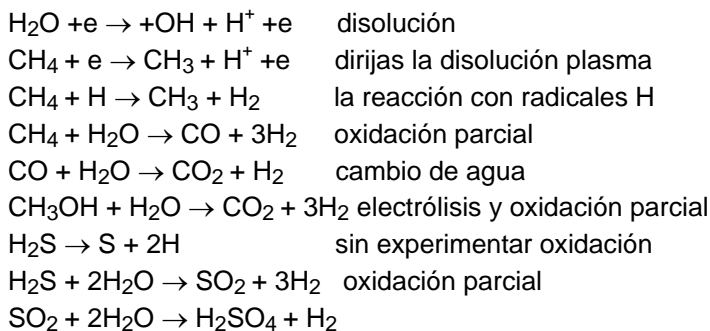 H₂O +e → +OH + H⁺ +e disolución
CH₄ + e → CH₃ + H⁺ +e dirijas la disolución plasma
CH₄ + H → CH₃ + H₂ la reacción con radicales H
CH₄ + H₂O → CO + 3H₂ oxidación parcial
CO + H₂O → CO₂ + H₂ cambio de agua
CH₃OH + H₂O → CO₂ + 3H₂ electrólisis y oxidación parcial
H₂S → S + 2H sin experimentar oxidación
H₂S + 2H₂O → SO₂ + 3H₂ oxidación parcial
SO₂ + 2H₂O → H₂SO₄ + H₂